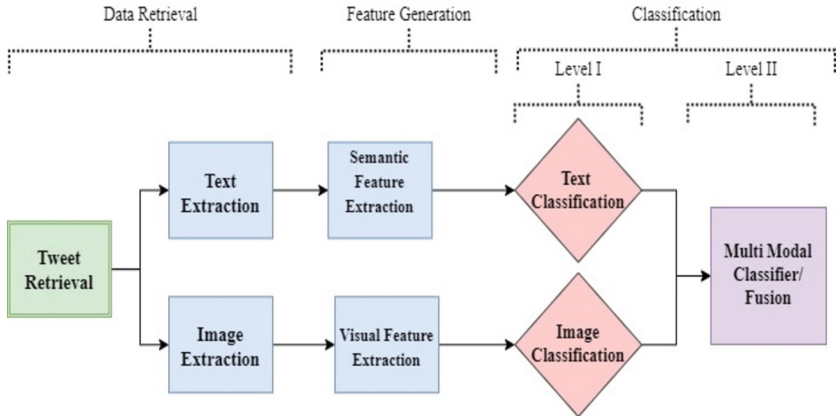 Data Retrieval
Feature Generation
Classification
Level I
Level II
Text
Extraction
Semantic
Feature
Extraction
Text
Classification
Tweet
Retrieval
Multi Modal
Classifier/
Fusion
Image
Extraction
Visual Feature
Extraction
Image
Classification